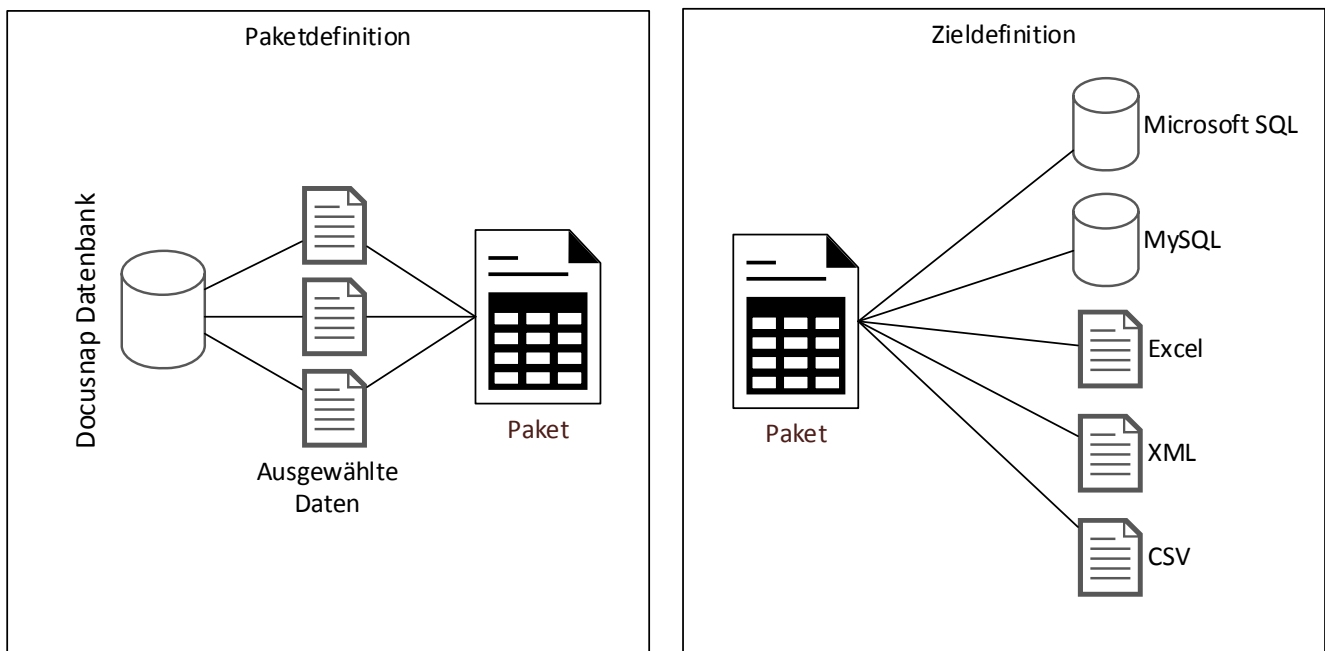 Paketdefinition
Docusnap Datenbank
Ausgewählte
Daten
Paket
Zieldefinition
Paket
Microsoft SQL
MySQL
Excel
XML
CSV